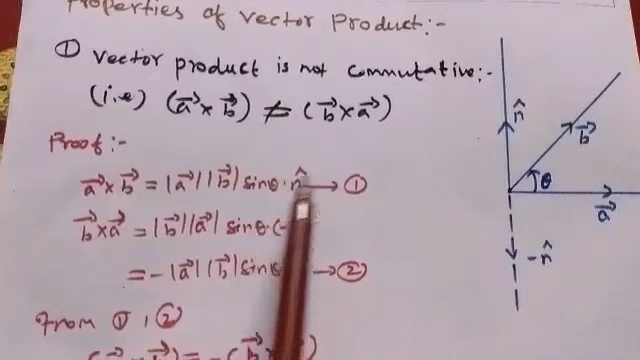 Properties of vector product:-
① vector product is not commutative:-
(i.e) (a⃗ × b⃗) ≠ (b⃗ × a⃗)
Proof:-
a⃗ × b⃗ = |a⃗| |b⃗| sinθ · n̂ → ①
b⃗ × a⃗ = |b⃗| |a⃗| sinθ · (-
= - |a⃗| |b⃗| sinθ → ②
From ①, ②
= - (b⃗ × a⃗)
n̂
b⃗
θ
a⃗
-n̂